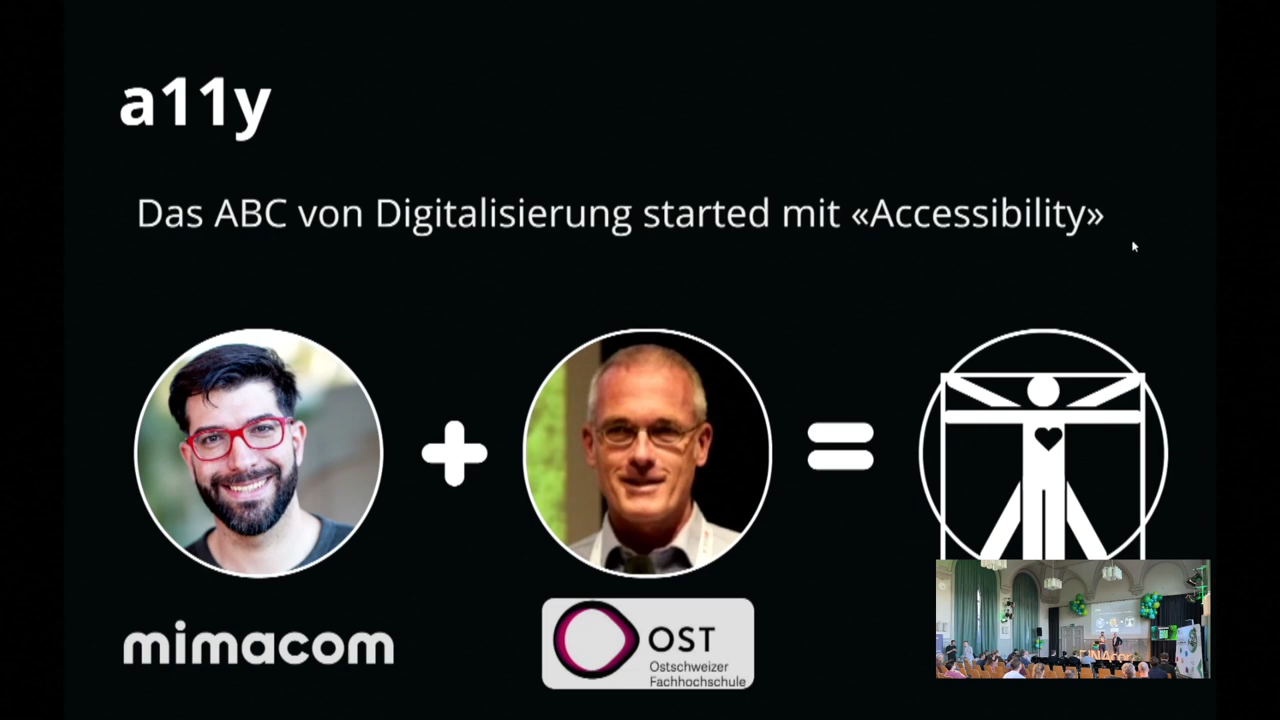 a11y
Das ABC von Digitalisierung started mit «Accessibility»
mimacom
OST
Ostschweizer
Fachhochschule